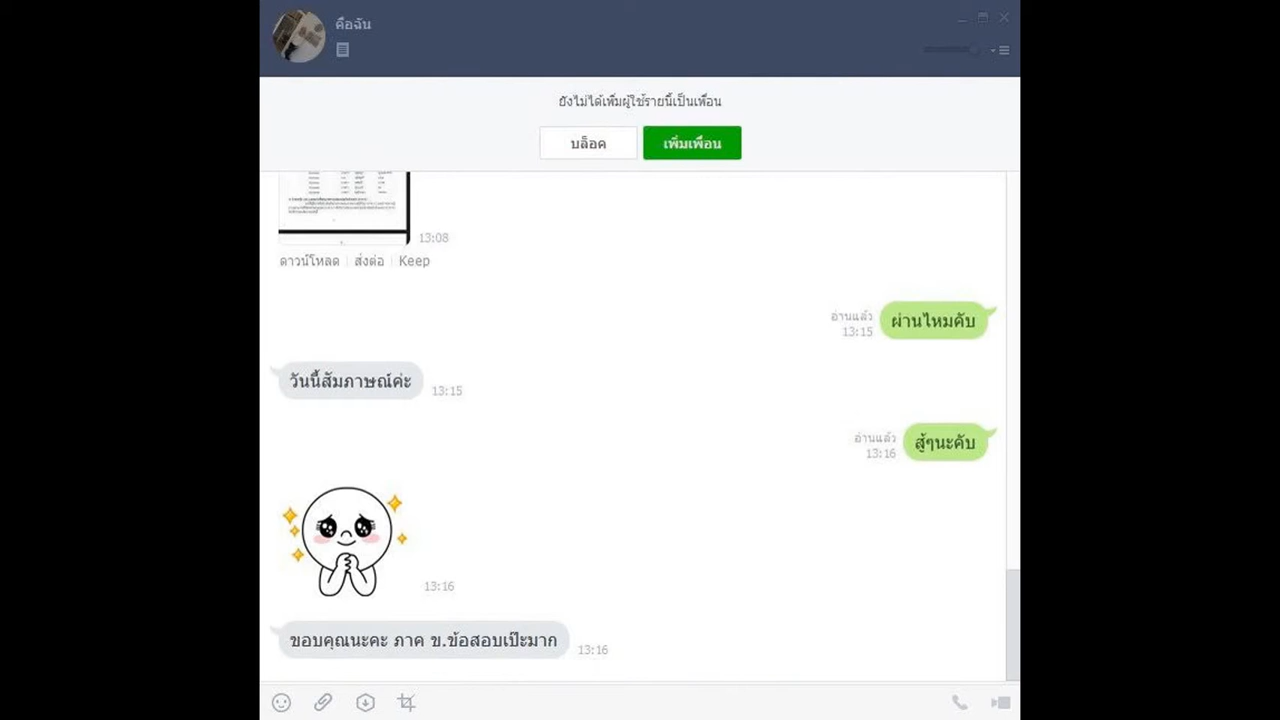 คือฉัน
ยังไม่ได้เพิ่มผู้ใช้รายนี้เป็นเพื่อน
บล็อค
เพิ่มเพื่อน
13:08
ดาวน์โหลด | ส่งต่อ | Keep
อ่านแล้ว
13:15
ผ่านไหมคับ
วันนี้สัมภาษณ์ค่ะ
13:15
อ่านแล้ว
13:16
สู้ๆนะคับ
13:16
ขอบคุณนะคะ ภาค ข.ข้อสอบเป๊ะมาก
13:16